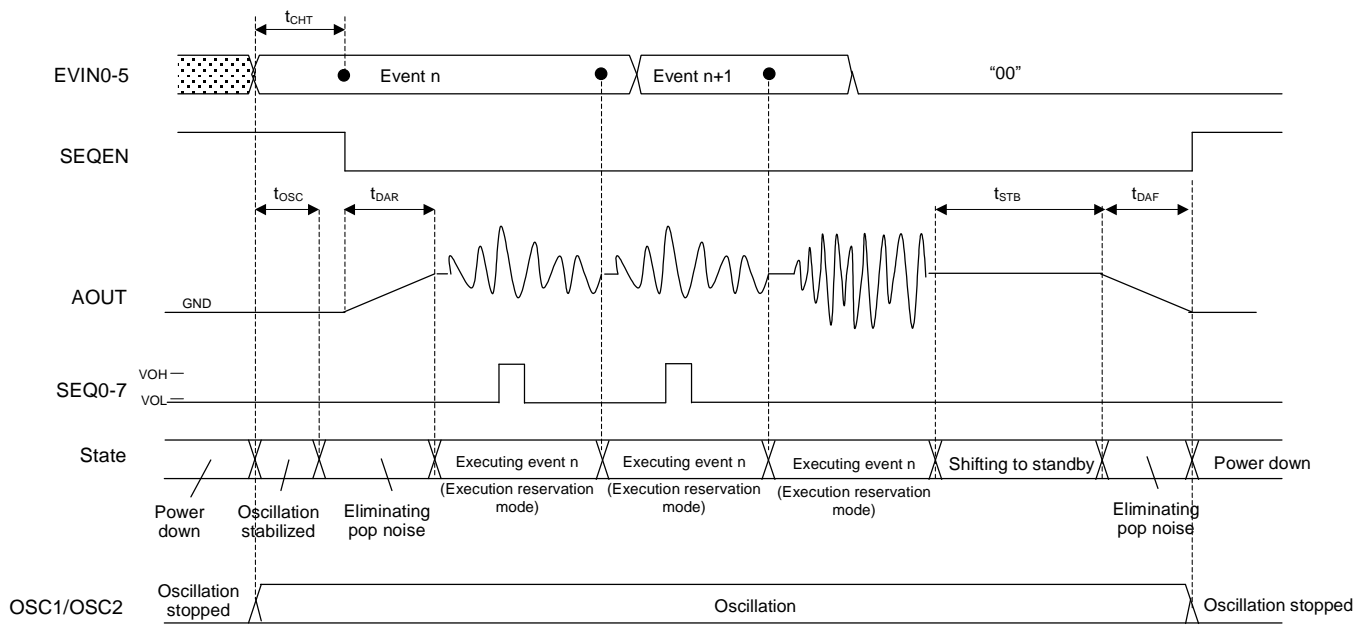 tCHT
EVIN0-5
Event n
Event n+1
“00”
SEQEN
tOSC
tDAR
tSTB
tDAF
AOUT
GND
SEQ0-7
VOH
VOL
State
Executing event n
(Execution reservation
mode)
Executing event n
(Execution reservation
mode)
Executing event n
(Execution reservation
mode)
Shifting to standby
Power down
Power
down
Oscillation
stabilized
Eliminating
pop noise
Eliminating
pop noise
OSC1/OSC2
Oscillation
stopped
Oscillation
Oscillation stopped